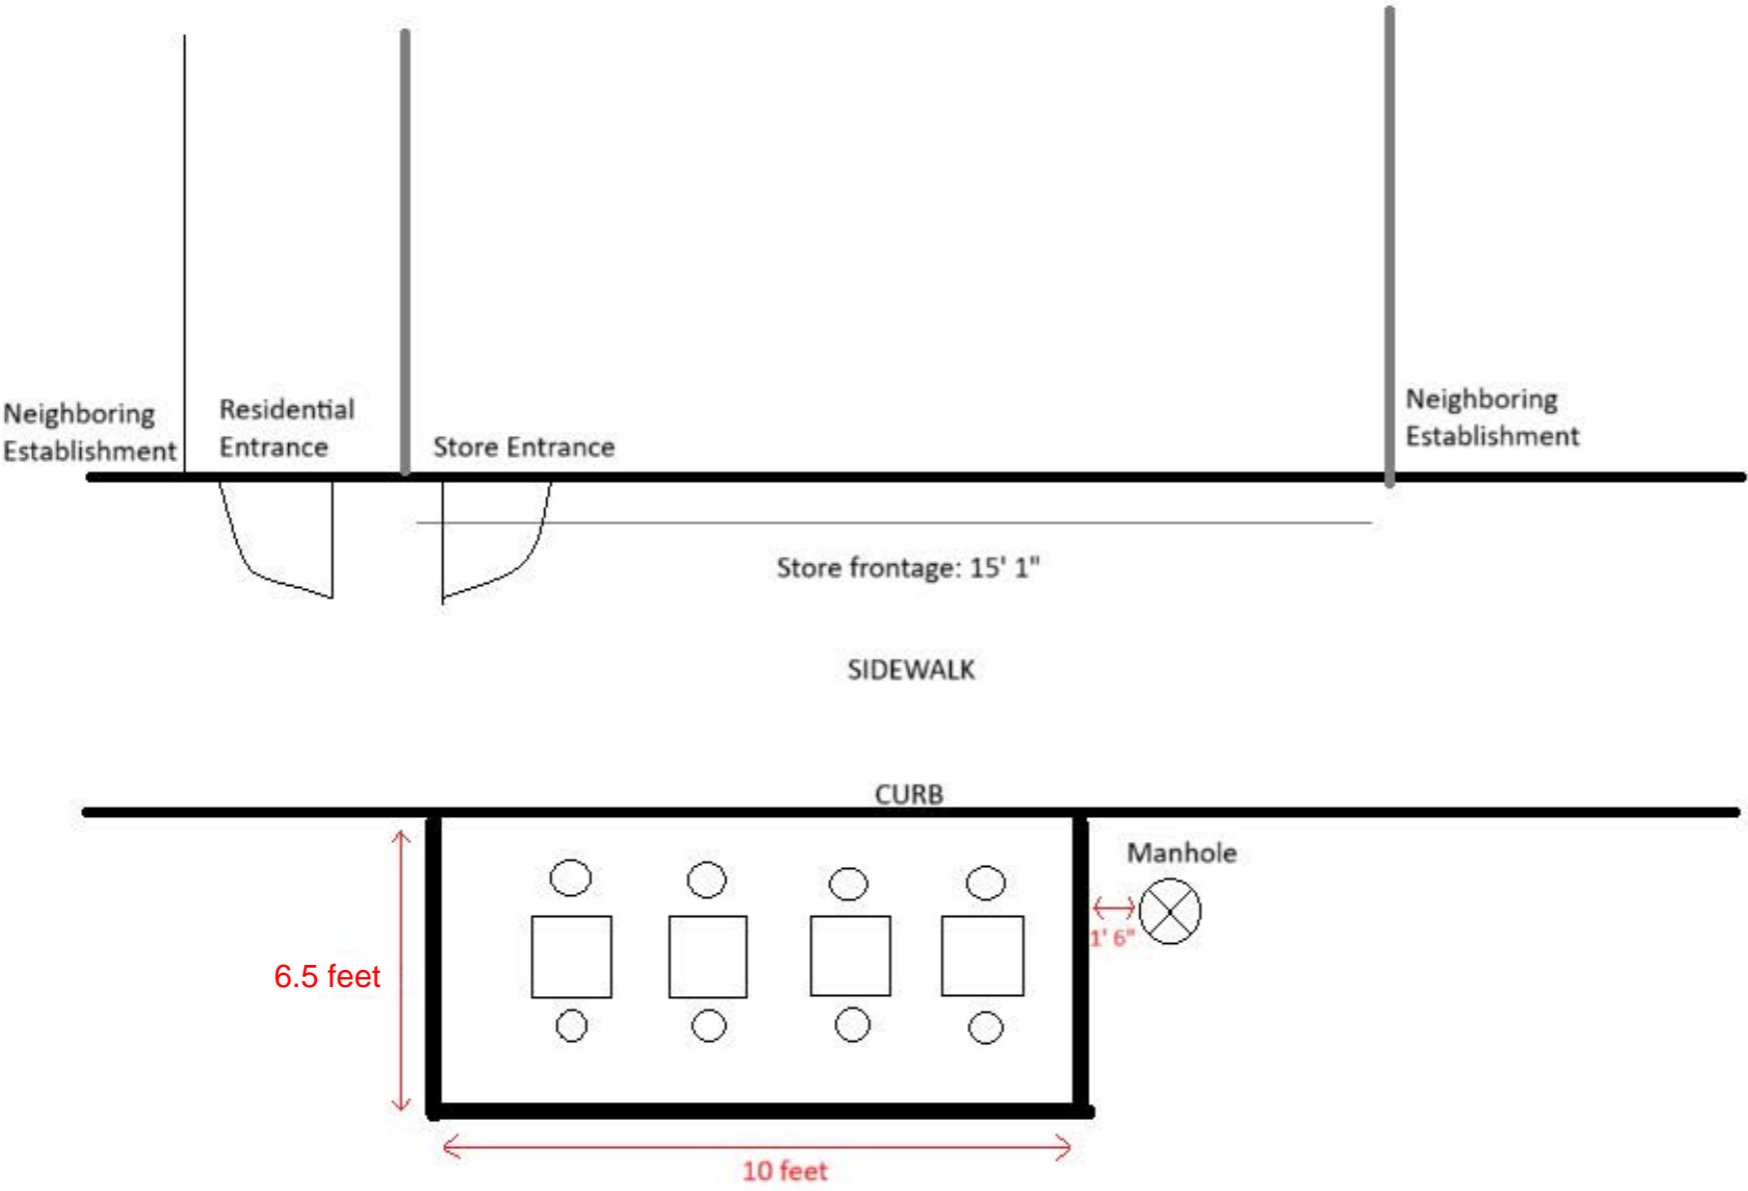 Neighboring
Establishment
Residential
Entrance
Store Entrance
Neighboring
Establishment
Store frontage: 15' 1"
SIDEWALK
CURB
Manhole
1' 6"
6.5 feet
10 feet